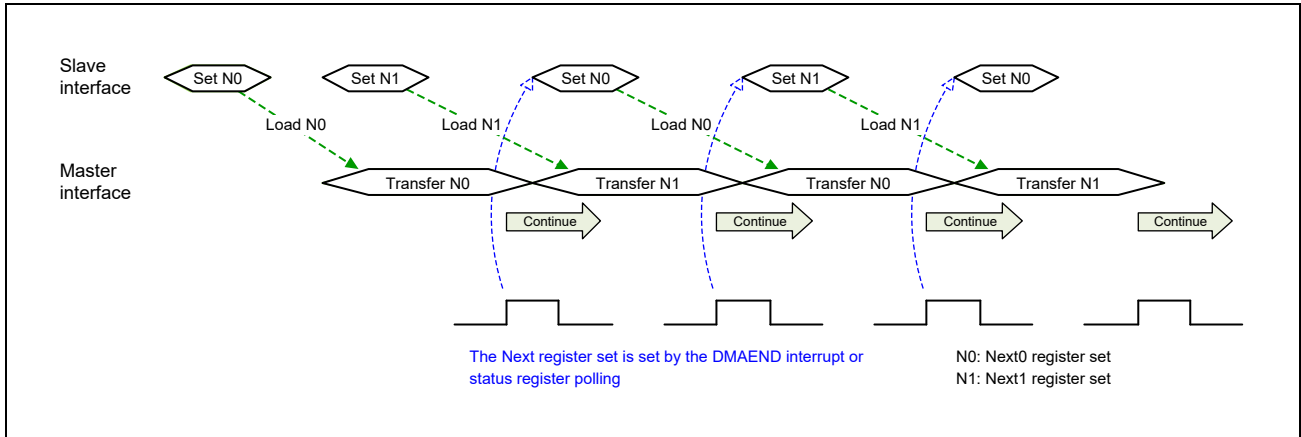 Slave
interface
Set N0
Set N1
Set N0
Set N1
Set N0
Load N0
Load N1
Load N0
Load N1
Master
interface
Transfer N0
Transfer N1
Transfer N0
Transfer N1
Continue
Continue
Continue
Continue
The Next register set is set by the DMAEND interrupt or
status register polling
N0: Next0 register set
N1: Next1 register set